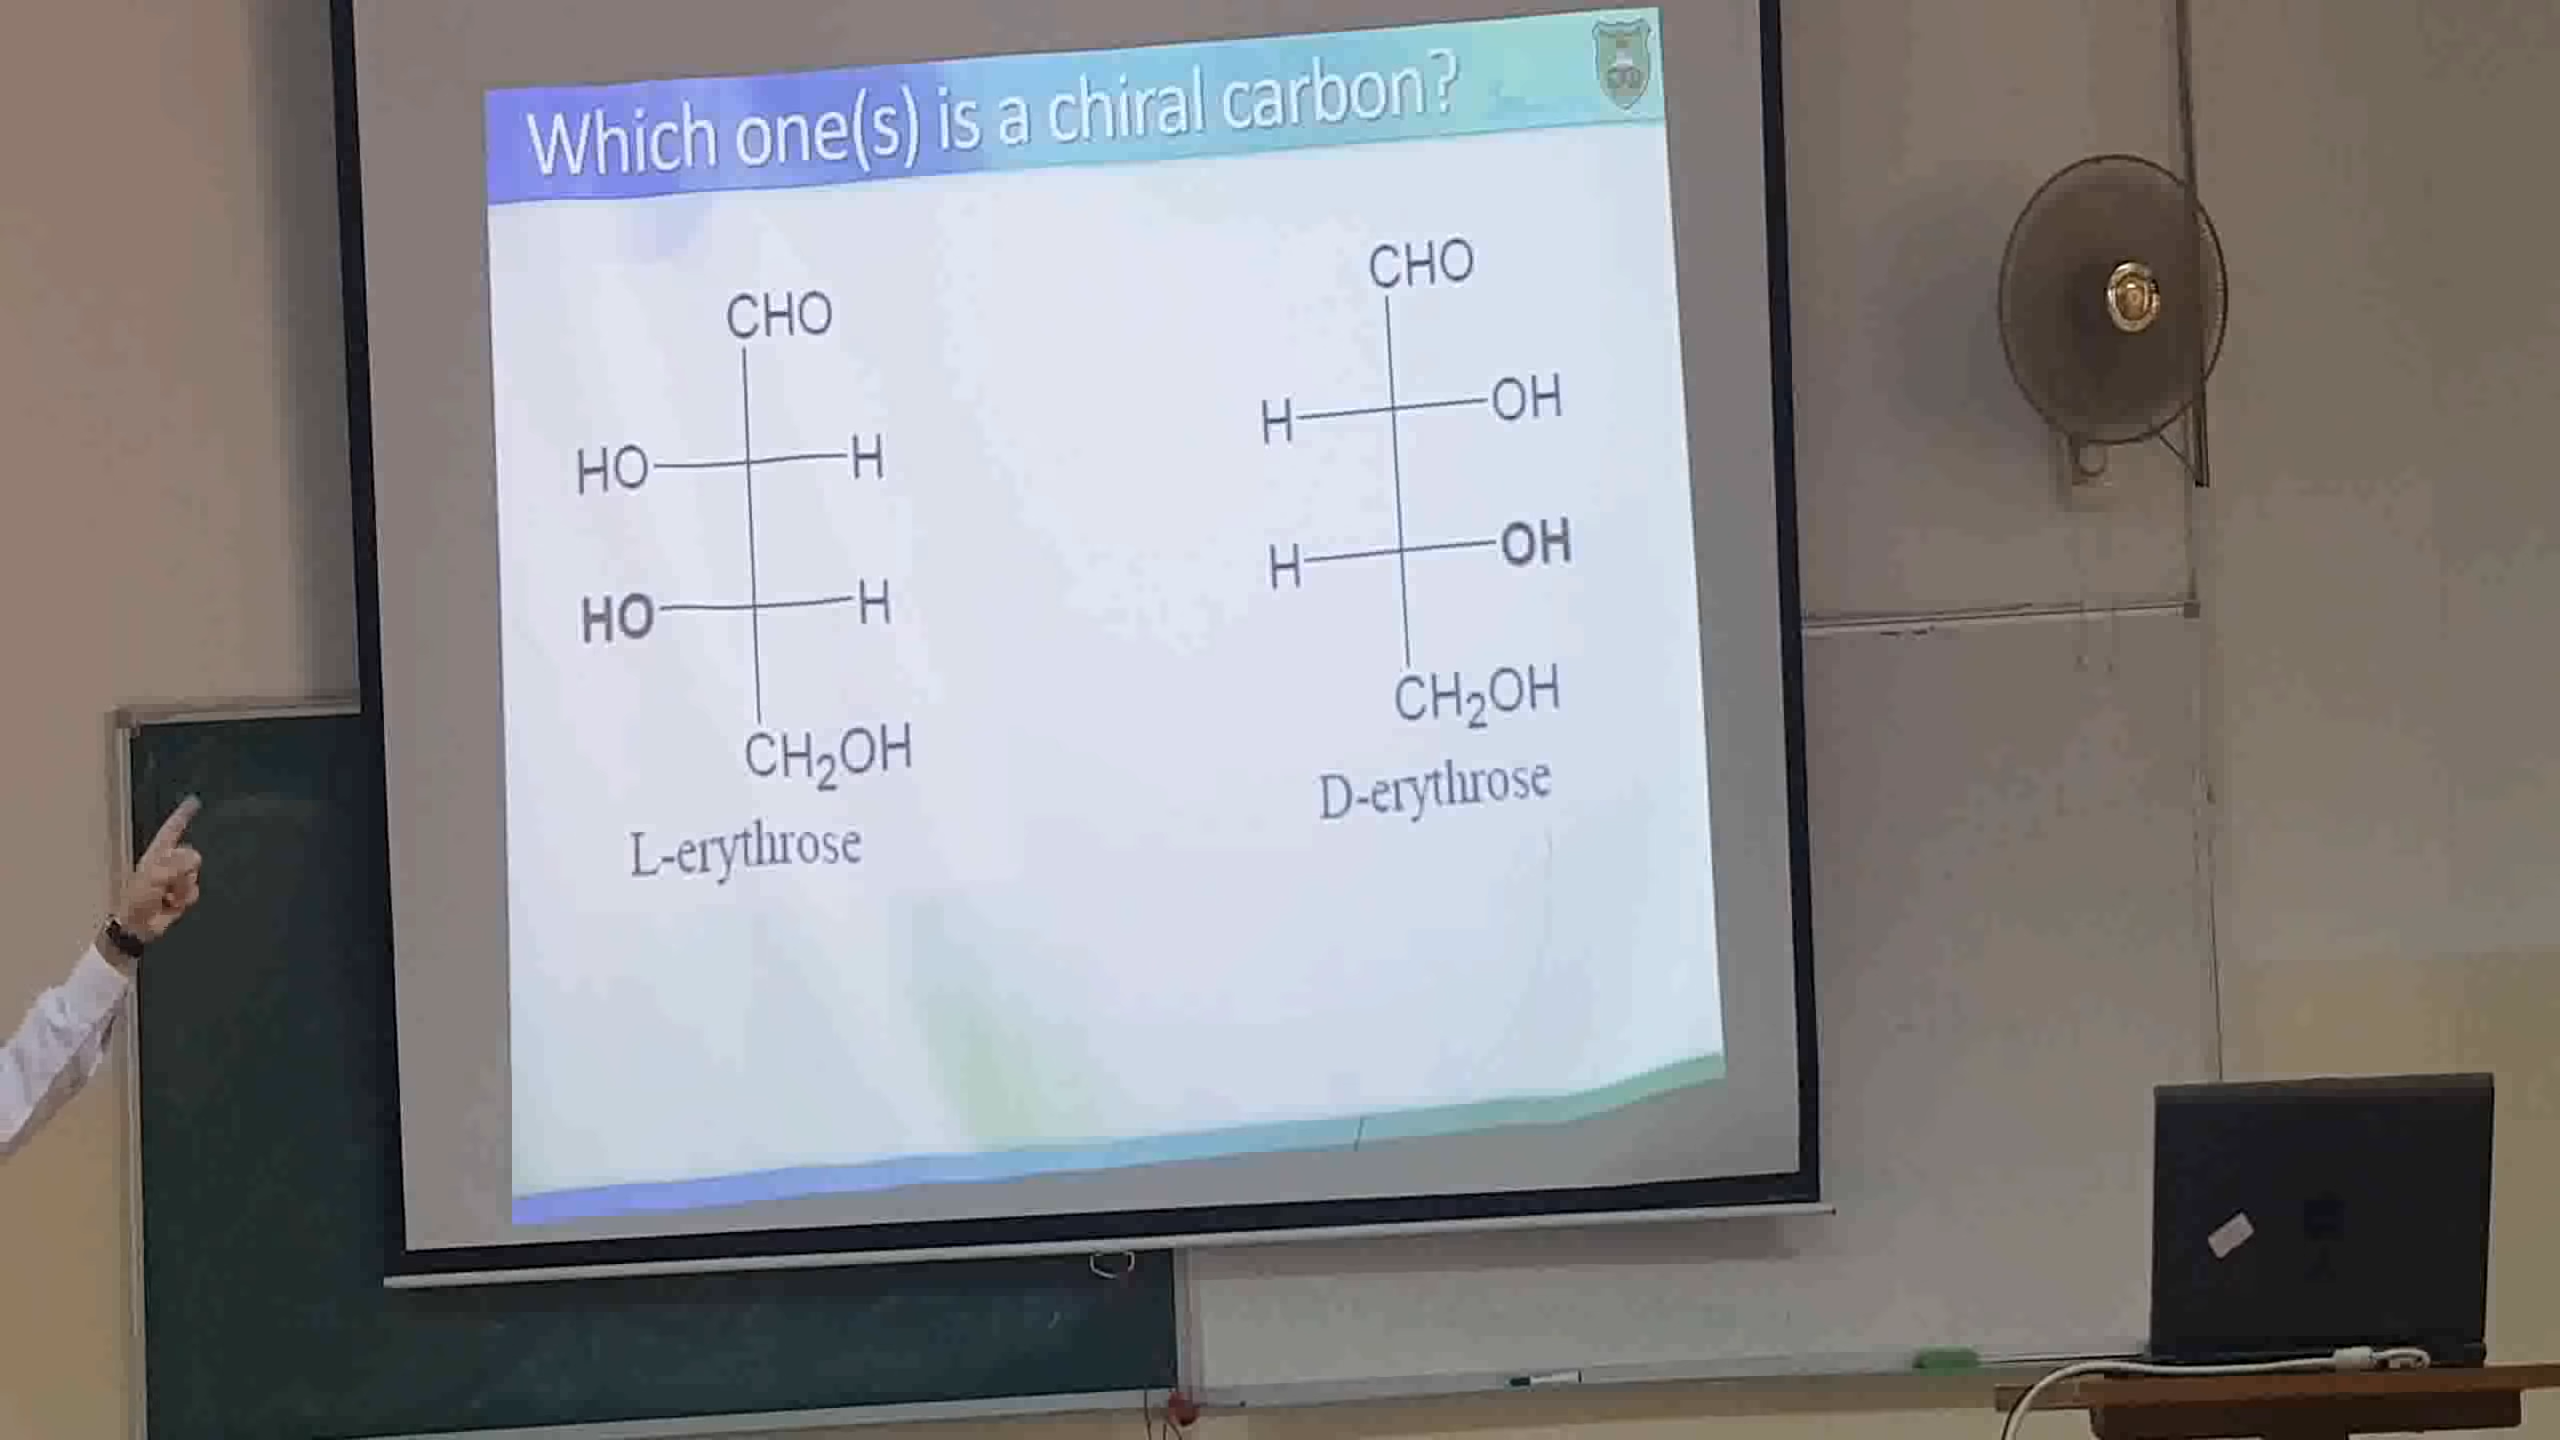 Which one(s) is a chiral carbon?
CHO
HO H
HO H
CH₂OH
L-erythrose
CHO
H OH
H OH
CH₂OH
D-erythrose